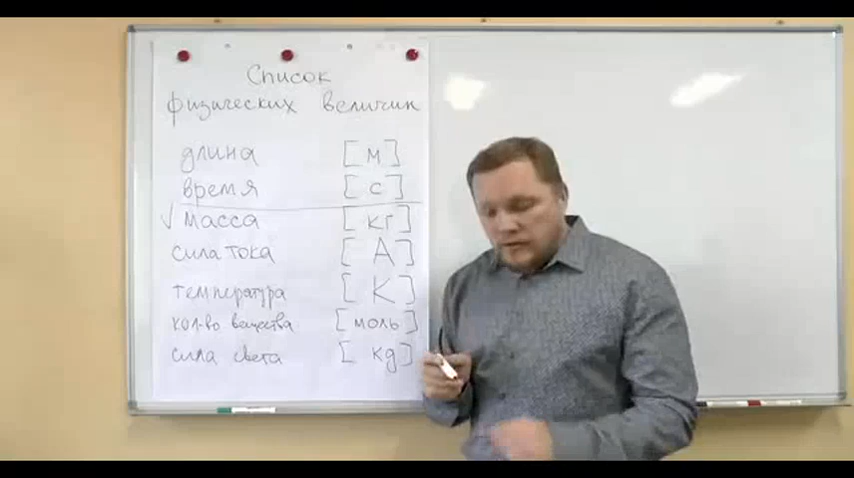 Список
физических величин
длина [ м ]
время [ с ]
√ масса [ кг ]
сила тока [ А ]
температура [ К ]
кол-во вещества [ моль ]
сила света [ кд ]